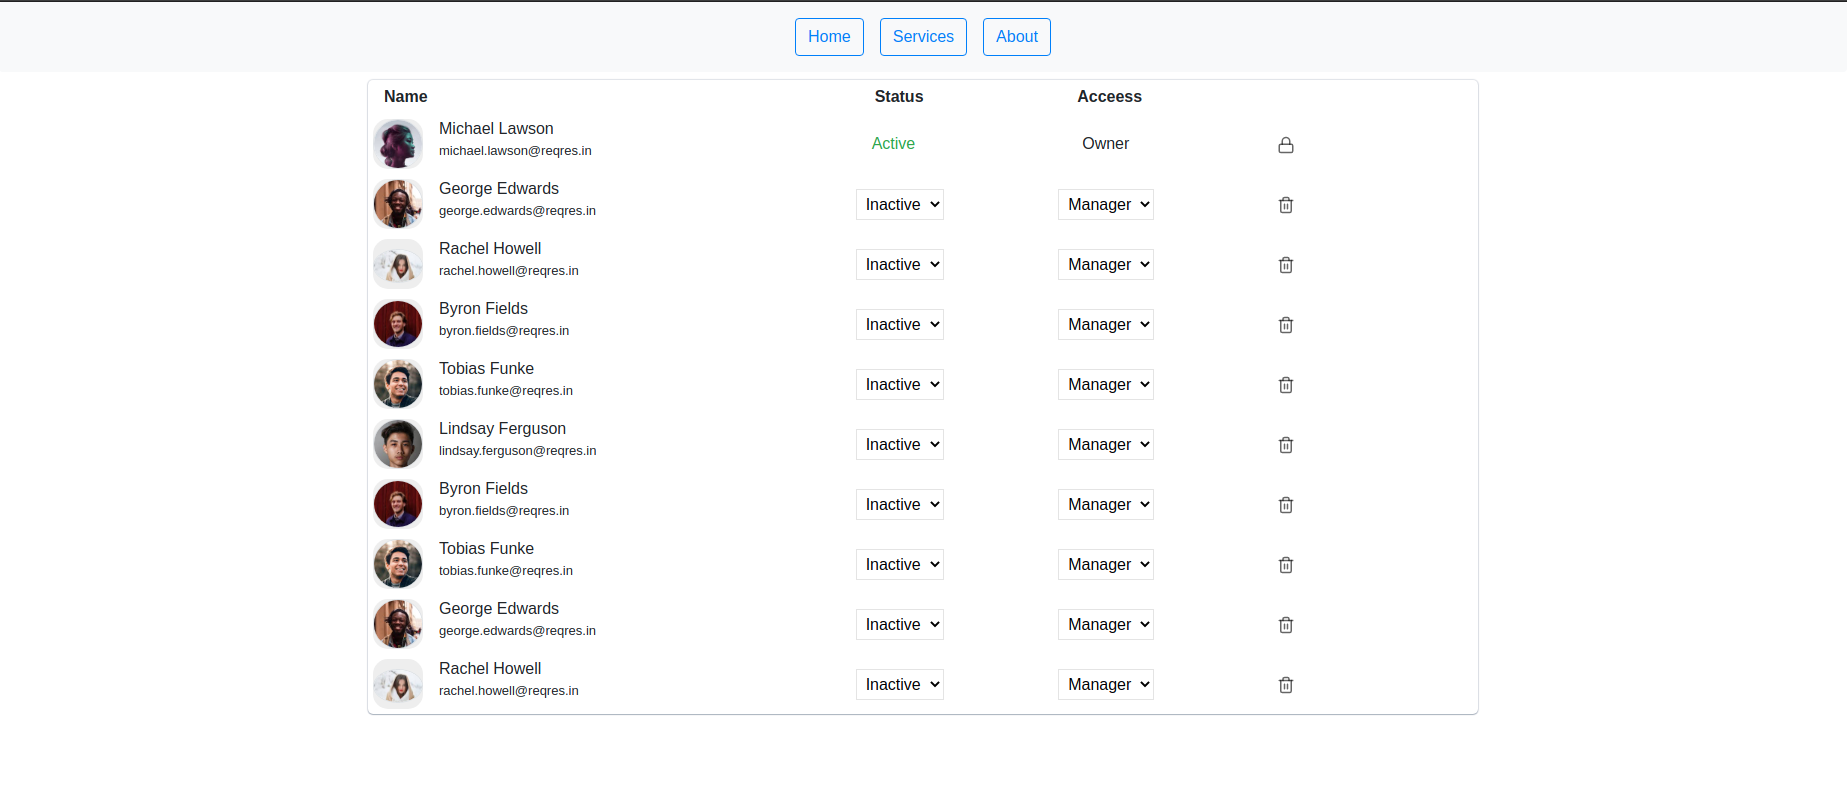 Home Services About
Name Status Acceess
Michael Lawson
michael.lawson@reqres.in
Active Owner
George Edwards
george.edwards@reqres.in
Inactive Manager
Rachel Howell
rachel.howell@reqres.in
Inactive Manager
Byron Fields
byron.fields@reqres.in
Inactive Manager
Tobias Funke
tobias.funke@reqres.in
Inactive Manager
Lindsay Ferguson
lindsay.ferguson@reqres.in
Inactive Manager
Byron Fields
byron.fields@reqres.in
Inactive Manager
Tobias Funke
tobias.funke@reqres.in
Inactive Manager
George Edwards
george.edwards@reqres.in
Inactive Manager
Rachel Howell
rachel.howell@reqres.in
Inactive Manager